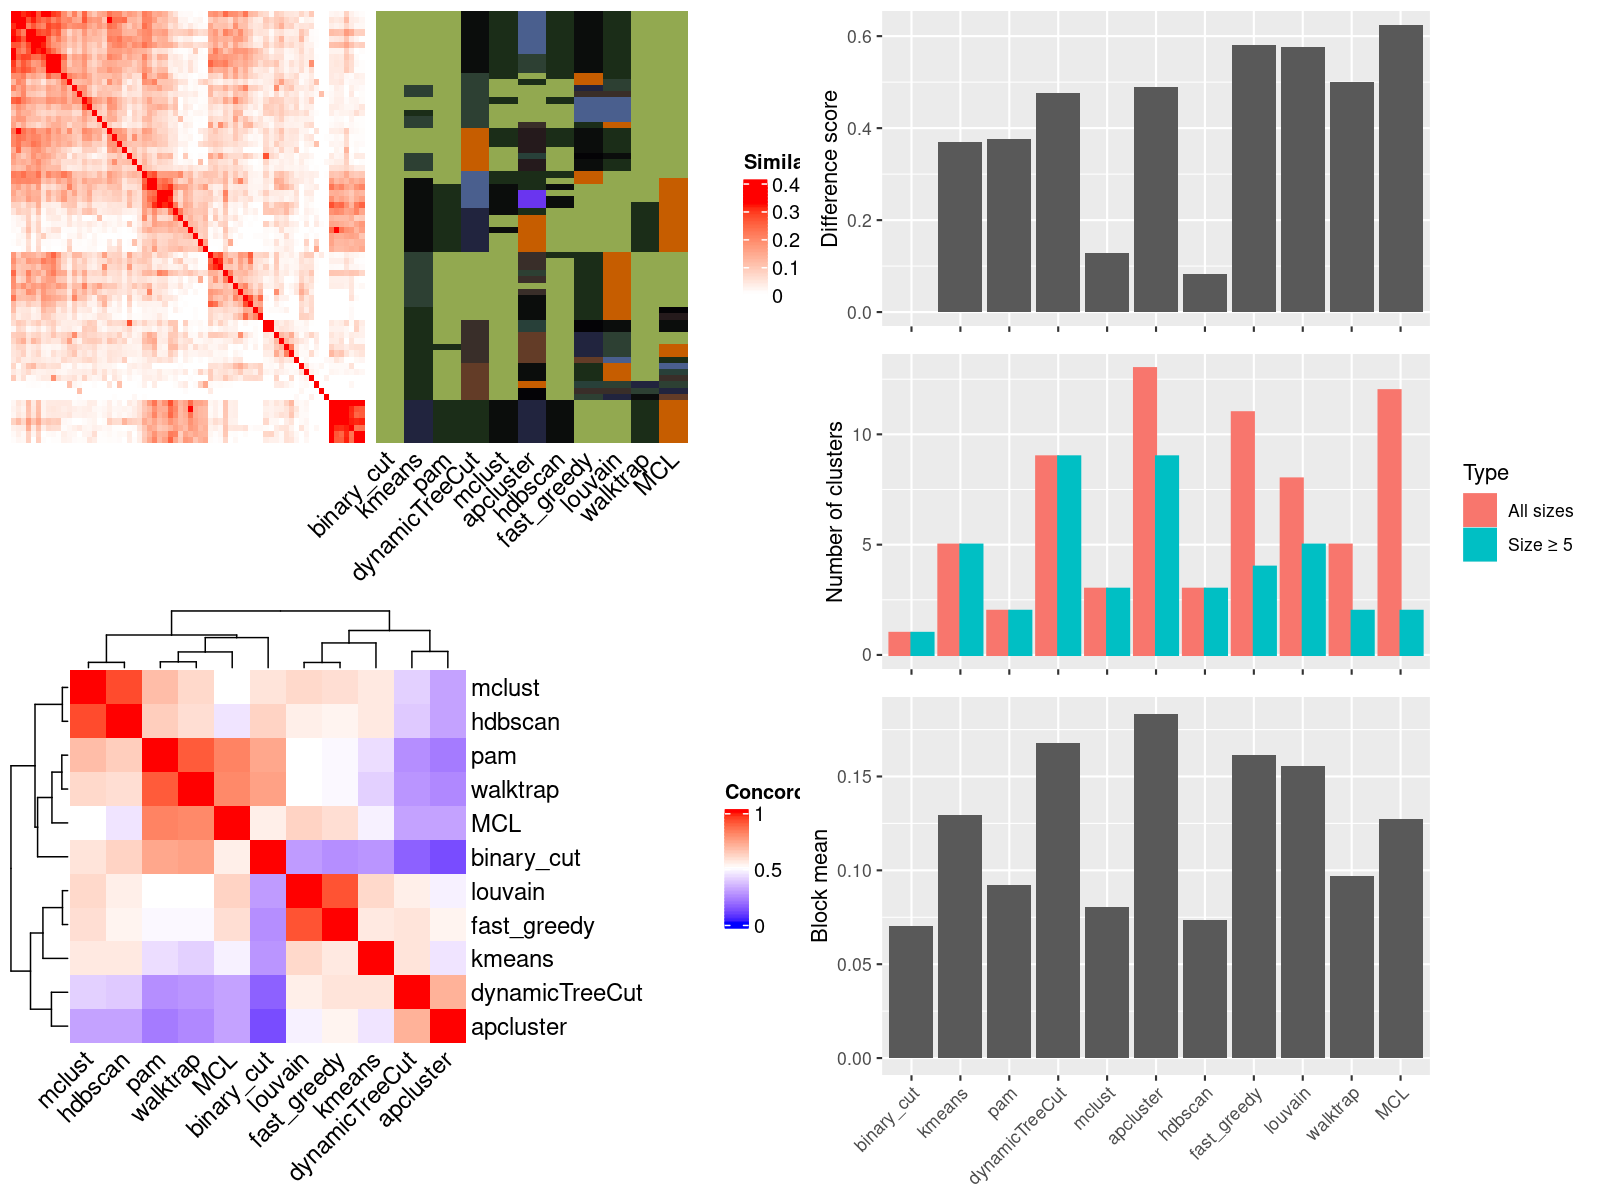 Simila
0.4
0.3
0.2
0.1
0
binary_cut
kmeans
pam
dynamicTreeCut
mclust
apcluster
hdbscan
fast_greedy
louvain
walktrap
MCL
mclust
hdbscan
pam
walktrap
MCL
binary_cut
louvain
fast_greedy
kmeans
dynamicTreeCut
apcluster
Concord
1
0.5
0
mclust
hdbscan
pam
walktrap
MCL
binary_cut
louvain
fast_greedy
kmeans
dynamicTreeCut
apcluster
Difference score
0.6
0.4
0.2
0.0
Number of clusters
10
5
0
Type
All sizes
Size ≥ 5
Block mean
0.15
0.10
0.05
0.00
binary_cut
kmeans
pam
dynamicTreeCut
mclust
apcluster
hdbscan
fast_greedy
louvain
walktrap
MCL